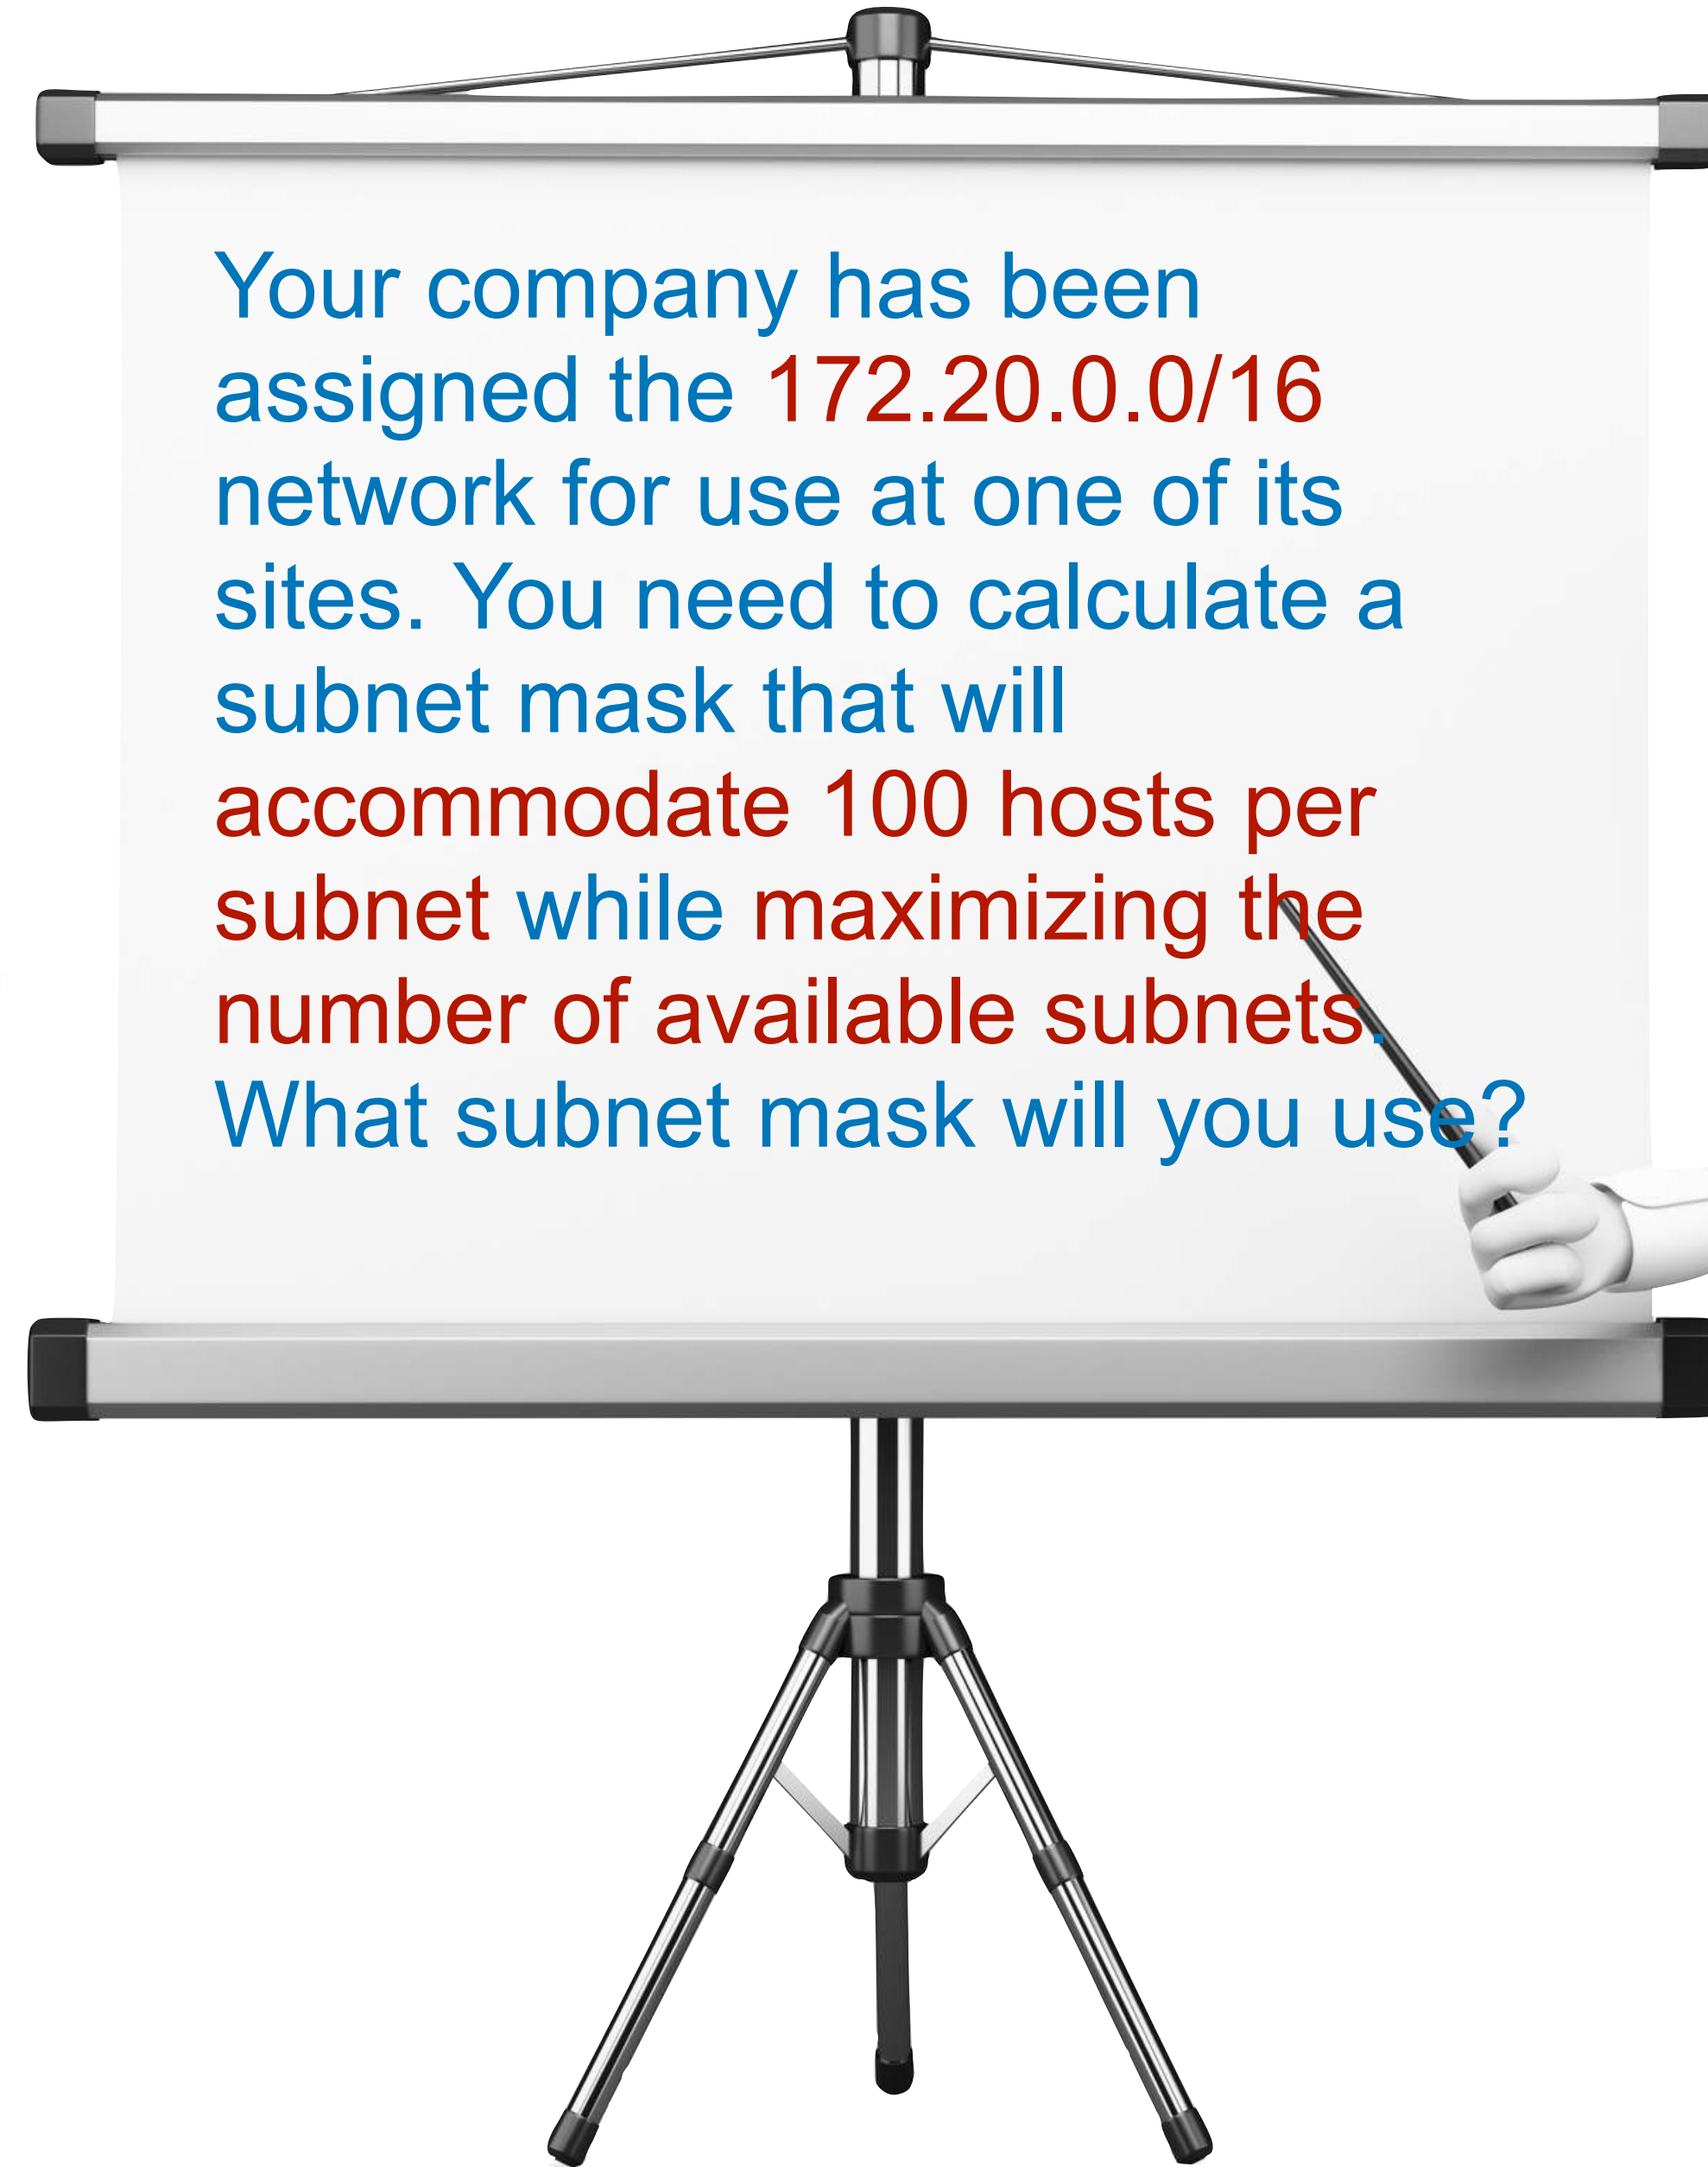 Your company has been
assigned the 172.20.0.0/16
network for use at one of its
sites. You need to calculate a
subnet mask that will
accommodate 100 hosts per
subnet while maximizing the
number of available subnets.
What subnet mask will you use?